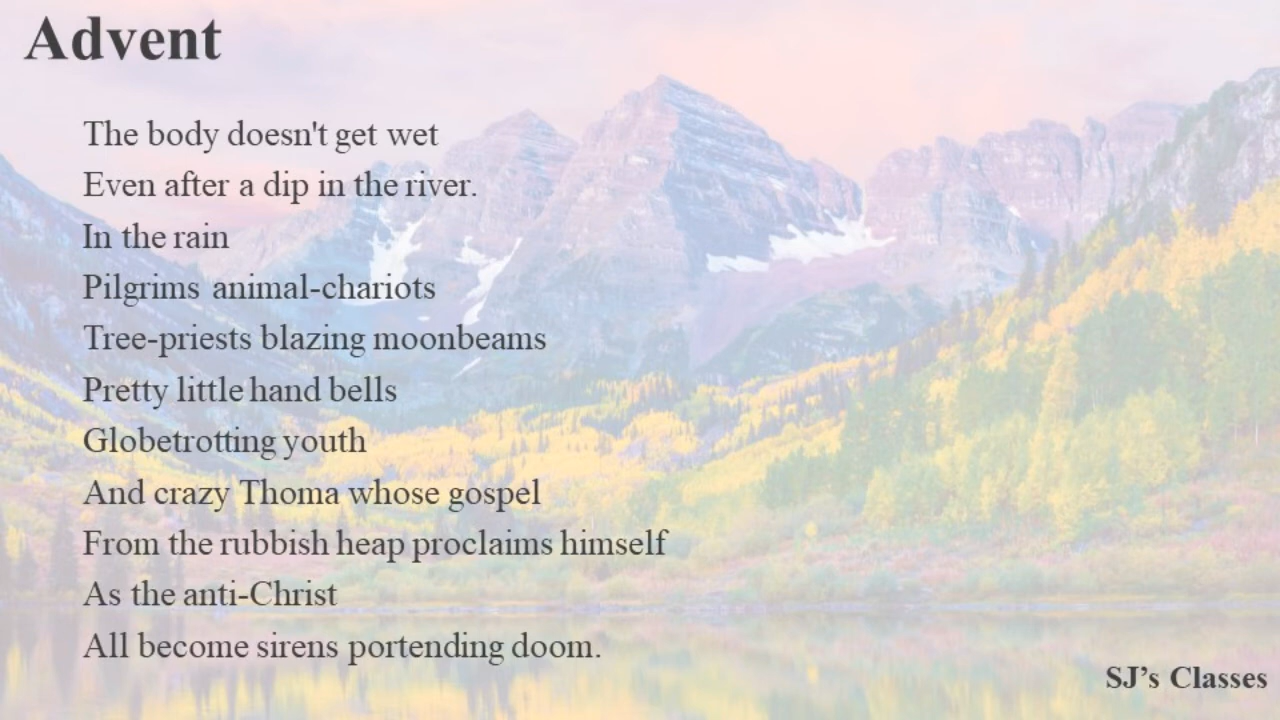 Advent
The body doesn't get wet
Even after a dip in the river.
In the rain
Pilgrims animal-chariots
Tree-priests blazing moonbeams
Pretty little hand bells
Globetrotting youth
And crazy Thoma whose gospel
From the rubbish heap proclaims himself
As the anti-Christ
All become sirens portending doom.
SJ’s Classes